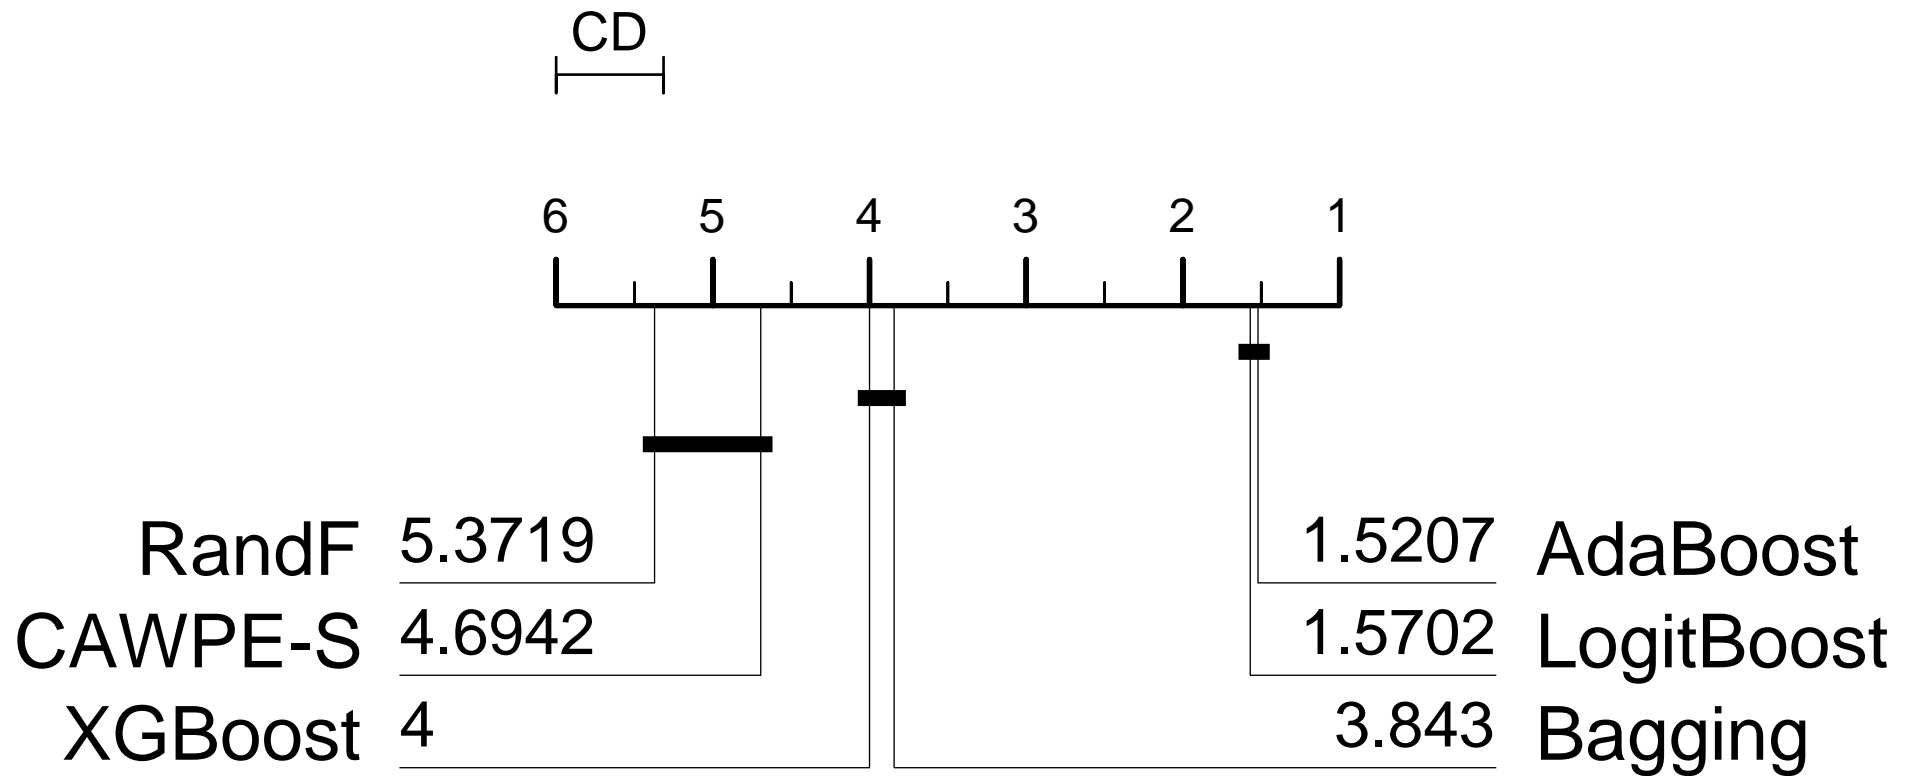 CD
6 5 4 3 2 1
RandF 5.3719 1.5207 AdaBoost
CAWPE-S 4.6942 1.5702 LogitBoost
XGBoost 4 3.843 Bagging